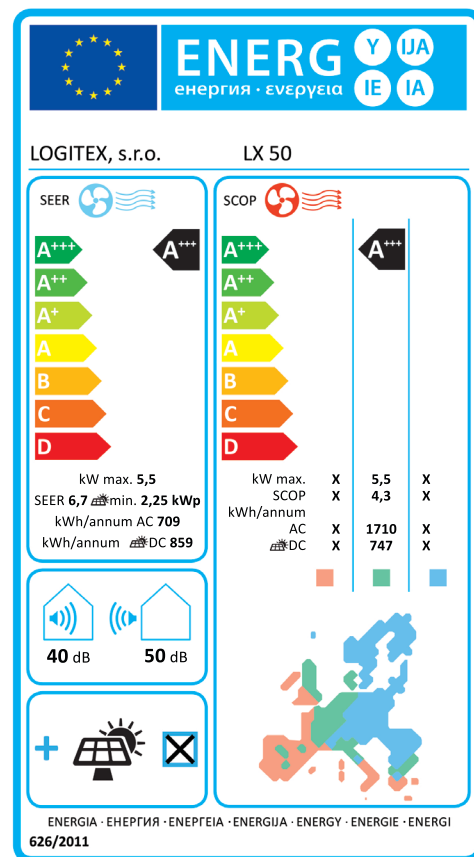 ENERG
енергия · ενεργεια
Y IJA
IE IA
LOGITEX, s.r.o. LX 50
SEER
A+++ A+++
A++
A+
A
B
C
D
kW max. 5,5
SEER 6,7 min. 2,25 kWp
kWh/annum AC 709
kWh/annum DC 859
SCOP
A+++ A+++
A++
A+
A
B
C
D
kW max. X 5,5 X
SCOP X 4,3 X
kWh/annum
AC X 1710 X
DC X 747 X
40 dB 50 dB
+
ENERGIA · ЕНЕРГИЯ · ΕΝΕΡΓΕΙΑ · ENERGIJA · ENERGY · ENERGIE · ENERGI
626/2011